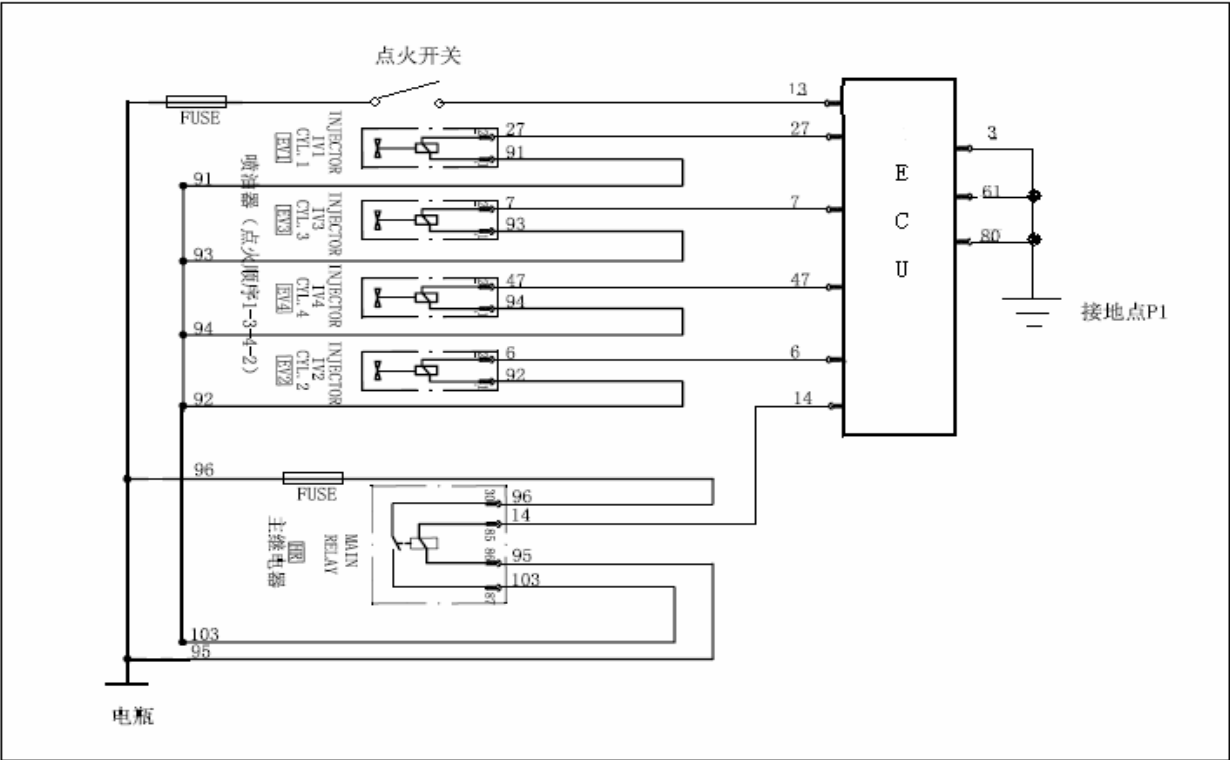 点火开关
FUSE
13
INJECTOR
IV1
CYL. 1
EV1
27
91
27
3
91
喷油器（点火顺序1-3-4-2）
INJECTOR
IV3
CYL. 3
EV3
7
93
7
E
C
U
61
80
93
INJECTOR
IV4
CYL. 4
EV4
47
94
47
接地点P1
94
INJECTOR
IV2
CYL. 2
EV2
6
92
6
92
14
96
FUSE
30
96
14
85
86
95
103
87
MAIN
RELAY
HR
主继电器
103
95
电瓶